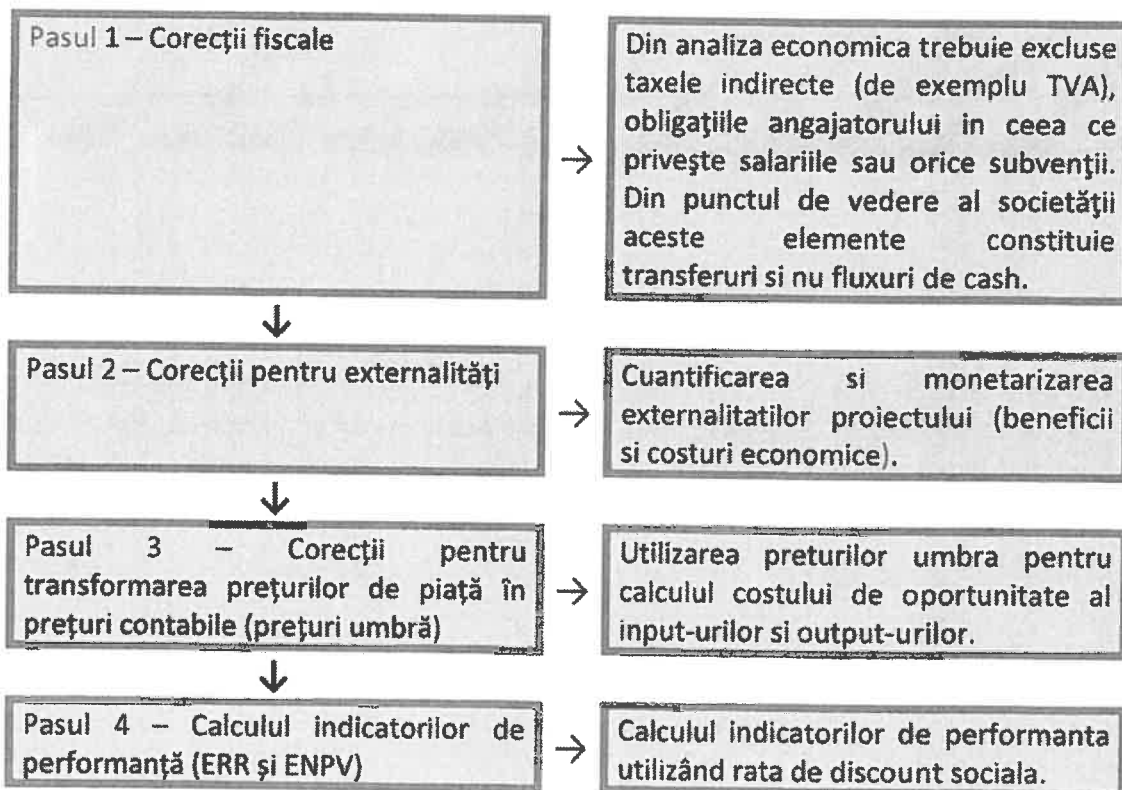 Pasul 1 – Corecții fiscale
Din analiza economica trebuie excluse
taxele indirecte (de exemplu TVA),
obligațiile angajatorului in ceea ce
privește salariile sau orice subvenții.
Din punctul de vedere al societății
aceste elemente constituie
transferuri si nu fluxuri de cash.
Pasul 2 – Corecții pentru externalități
Cuantificarea si monetarizarea
externalitatilor proiectului (beneficii
si costuri economice).
Pasul 3 – Corecții pentru
transformarea prețurilor de piață în
prețuri contabile (prețuri umbră)
Utilizarea preturilor umbra pentru
calculul costului de oportunitate al
input-urilor si output-urilor.
Pasul 4 – Calculul indicatorilor de
performanță (ERR și ENPV)
Calculul indicatorilor de performanta
utilizând rata de discount sociala.